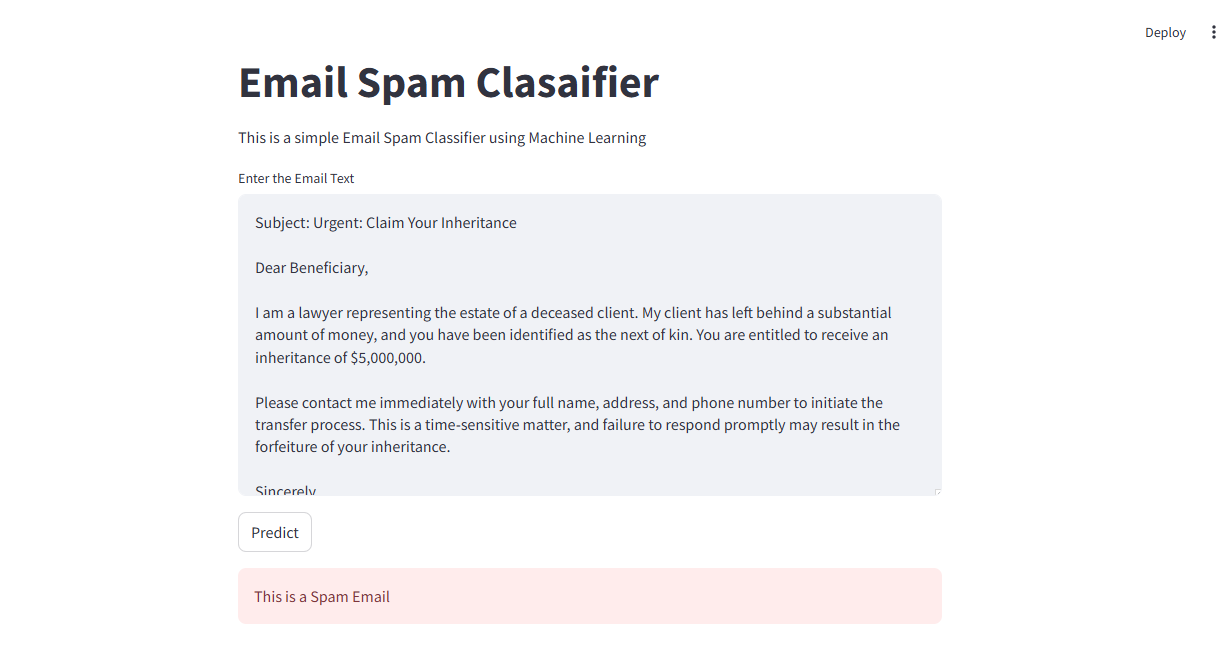 Deploy
Email Spam Clasaifier
This is a simple Email Spam Classifier using Machine Learning
Enter the Email Text
Subject: Urgent: Claim Your Inheritance
Dear Beneficiary,
I am a lawyer representing the estate of a deceased client. My client has left behind a substantial
amount of money, and you have been identified as the next of kin. You are entitled to receive an
inheritance of $5,000,000.
Please contact me immediately with your full name, address, and phone number to initiate the
transfer process. This is a time-sensitive matter, and failure to respond promptly may result in the
forfeiture of your inheritance.
Sincerely
Predict
This is a Spam Email